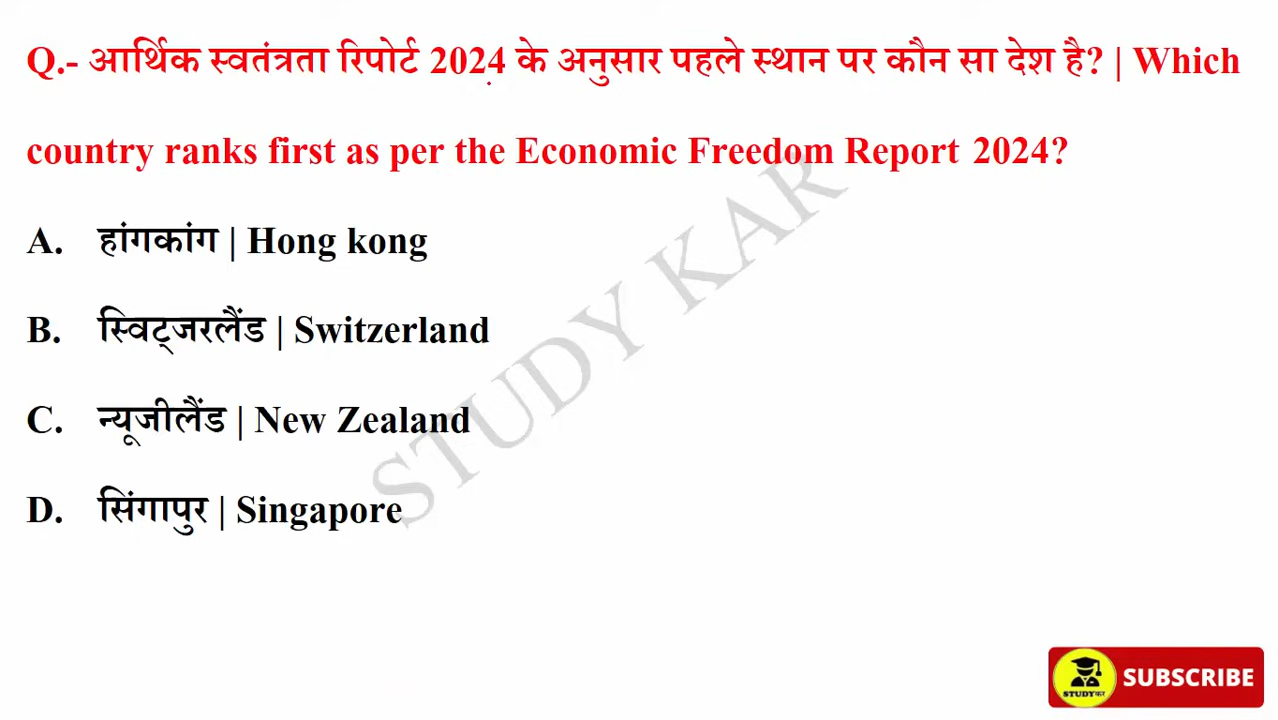 Q.- आर्थिक स्वतंत्रता रिपोर्ट 2024 के अनुसार पहले स्थान पर कौन सा देश है? | Which
country ranks first as per the Economic Freedom Report 2024?
A. हांगकांग | Hong kong
B. स्विट्जरलैंड | Switzerland
C. न्यूजीलैंड | New Zealand
D. सिंगापुर | Singapore
STUDY KAR
STUDYकर
SUBSCRIBE